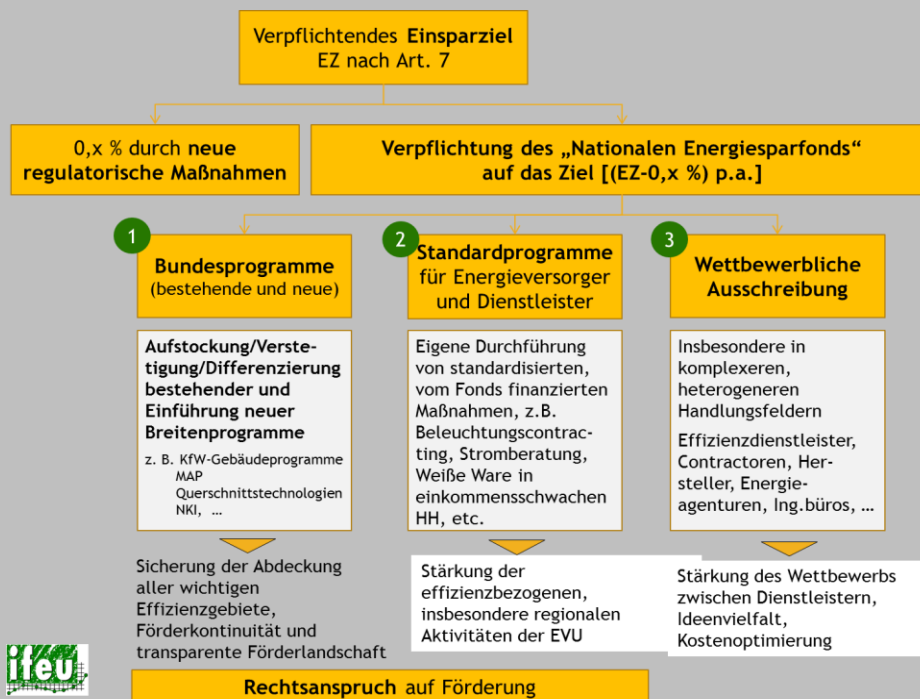 Verpflichtendes Einsparziel
EZ nach Art. 7
0,x % durch neue
regulatorische Maßnahmen
Verpflichtung des „Nationalen Energiesparfonds“
auf das Ziel [(EZ-0,x %) p.a.]
1
Bundesprogramme
(bestehende und neue)
2
Standardprogramme
für Energieversorger
und Dienstleister
3
Wettbewerbliche
Ausschreibung
Aufstockung/Verste-
tigung/Differenzierung
bestehender und
Einführung neuer
Breitenprogramme
z. B. KfW-Gebäudeprogramme
MAP
Querschnittstechnologien
NKI, ...
Eigene Durchführung
von standardisierten,
vom Fonds finanzierten
Maßnahmen, z.B.
Beleuchtungscontrac-
ting, Stromberatung,
Weiße Ware in
einkommensschwachen
HH, etc.
Insbesondere in
komplexeren,
heterogeneren
Handlungsfeldern
Effizienzdienstleister,
Contractoren, Her-
steller, Energie-
agenturen, Ing.büros, ...
Sicherung der Abdeckung
aller wichtigen
Effizienzgebiete,
Förderkontinuität und
transparente Förderlandschaft
Stärkung der
effizienzbezogenen,
insbesondere regionalen
Aktivitäten der EVU
Stärkung des Wettbewerbs
zwischen Dienstleistern,
Ideenvielfalt,
Kostenoptimierung
ifeu
Rechtsanspruch auf Förderung